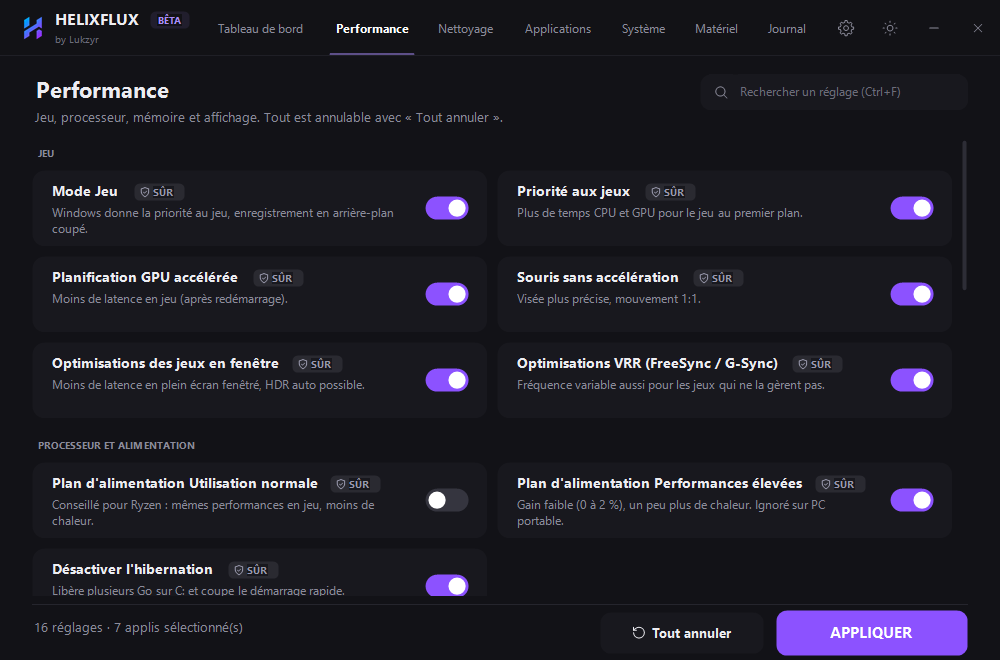 HELIXFLUX BÊTA
by Lukzyr
Tableau de bord Performance Nettoyage Applications Système Matériel Journal
Performance
Rechercher un réglage (Ctrl+F)
Jeu, processeur, mémoire et affichage. Tout est annulable avec « Tout annuler ».
JEU
Mode Jeu SÛR
Windows donne la priorité au jeu, enregistrement en arrière-plan
coupé.
Priorité aux jeux SÛR
Plus de temps CPU et GPU pour le jeu au premier plan.
Planification GPU accélérée SÛR
Moins de latence en jeu (après redémarrage).
Souris sans accélération SÛR
Visée plus précise, mouvement 1:1.
Optimisations des jeux en fenêtre SÛR
Moins de latence en plein écran fenêtré, HDR auto possible.
Optimisations VRR (FreeSync / G-Sync) SÛR
Fréquence variable aussi pour les jeux qui ne la gèrent pas.
PROCESSEUR ET ALIMENTATION
Plan d'alimentation Utilisation normale SÛR
Conseillé pour Ryzen : mêmes performances en jeu, moins de
chaleur.
Plan d'alimentation Performances élevées SÛR
Gain faible (0 à 2 %), un peu plus de chaleur. Ignoré sur PC
portable.
Désactiver l'hibernation SÛR
Libère plusieurs Go sur C: et coupe le démarrage rapide.
16 réglages · 7 applis sélectionné(s)
Tout annuler
APPLIQUER